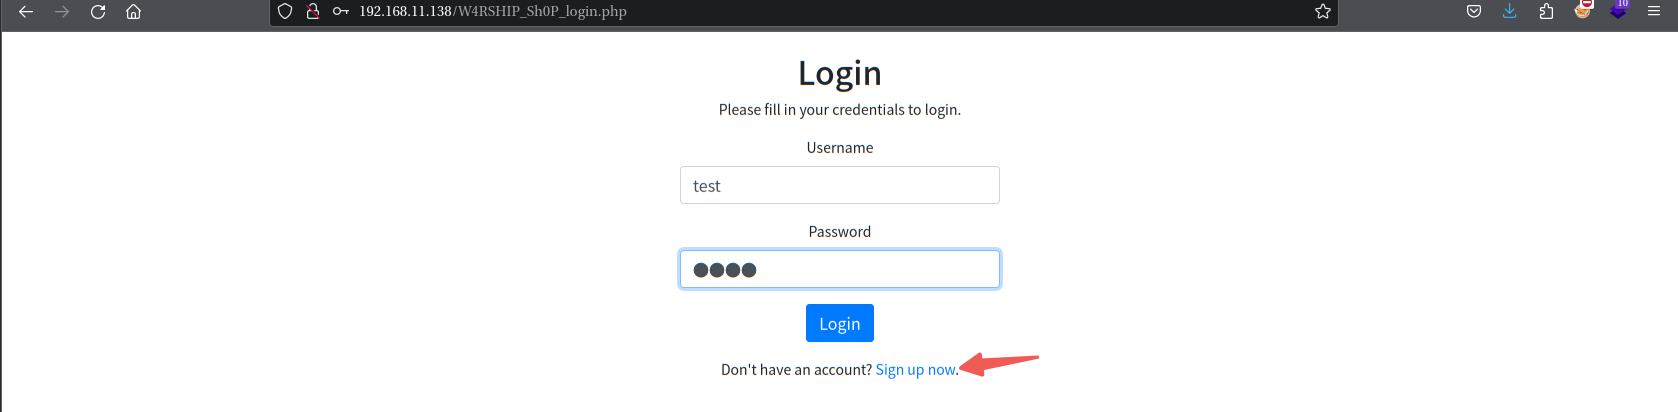 192.168.11.138/W4RSHIP_Sh0P_login.php
10
Login
Please fill in your credentials to login.
Username
test
Password
Login
Don't have an account? Sign up now.